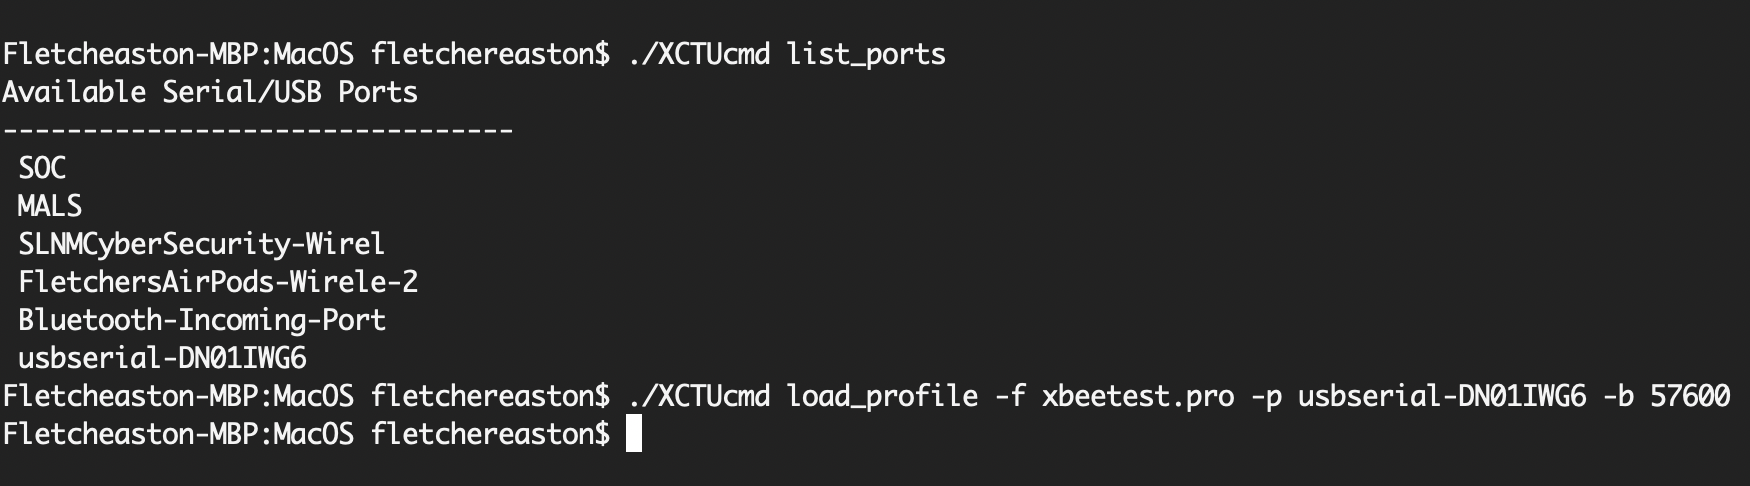 Fletcheaston-MBP:MacOS fletchereaston$ ./XCTUcmd list_ports
Available Serial/USB Ports
--------------------------------
SOC
MALS
SLNMCyberSecurity-Wirel
FletchersAirPods-Wirele-2
Bluetooth-Incoming-Port
usbserial-DN01IWG6
Fletcheaston-MBP:MacOS fletchereaston$ ./XCTUcmd load_profile -f xbeetest.pro -p usbserial-DN01IWG6 -b 57600
Fletcheaston-MBP:MacOS fletchereaston$